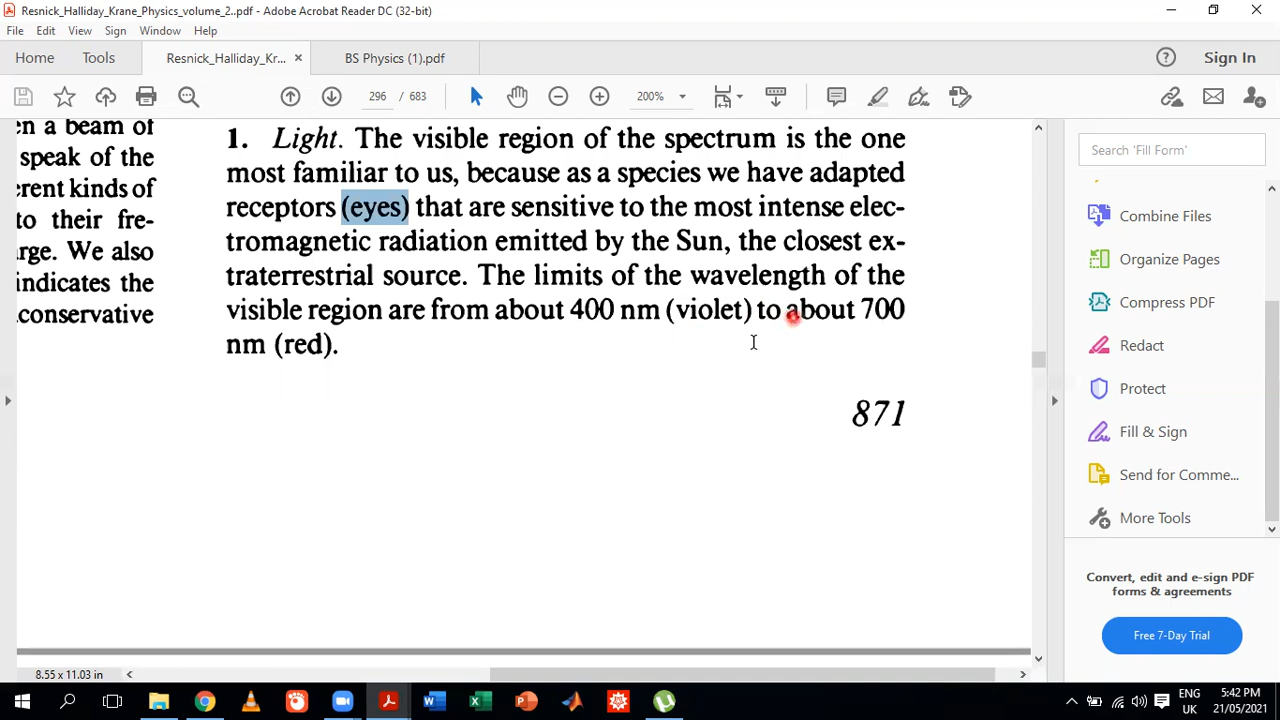 Resnick_Halliday_Krane_Physics_volume_2..pdf - Adobe Acrobat Reader DC (32-bit)
File Edit View Sign Window Help
Home Tools Resnick_Halliday_Kr... × BS Physics (1).pdf Sign In
296 / 683 200%
en a beam of
speak of the
erent kinds of
to their fre-
arge. We also
indicates the
.conservative
1. Light. The visible region of the spectrum is the one
most familiar to us, because as a species we have adapted
receptors (eyes) that are sensitive to the most intense elec-
tromagnetic radiation emitted by the Sun, the closest ex-
traterrestrial source. The limits of the wavelength of the
visible region are from about 400 nm (violet) to about 700
nm (red).
871
Search 'Fill Form'
Combine Files
Organize Pages
Compress PDF
Redact
Protect
Fill & Sign
Send for Comme...
More Tools
Convert, edit and e-sign PDF
forms & agreements
Free 7-Day Trial
8.55 x 11.03 in
ENG
UK
5:42 PM
21/05/2021